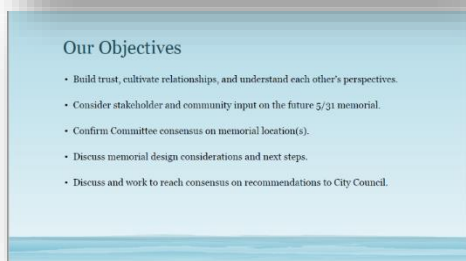 Our Objectives
• Build trust, cultivate relationships, and understand each other's perspectives.
• Consider stakeholder and community input on the future 5/31 memorial.
• Confirm Committee consensus on memorial location(s).
• Discuss memorial design considerations and next steps.
• Discuss and work to reach consensus on recommendations to City Council.